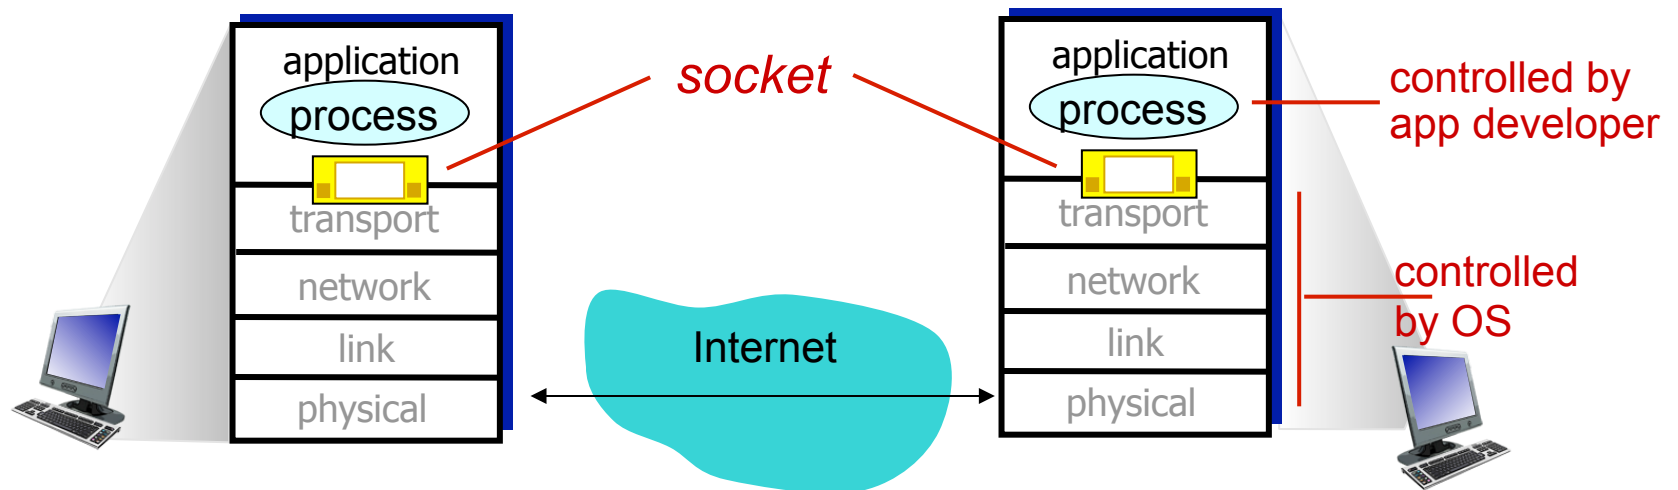 application
process
transport
network
link
physical
socket
Internet
application
process
transport
network
link
physical
controlled by
app developer
controlled
by OS